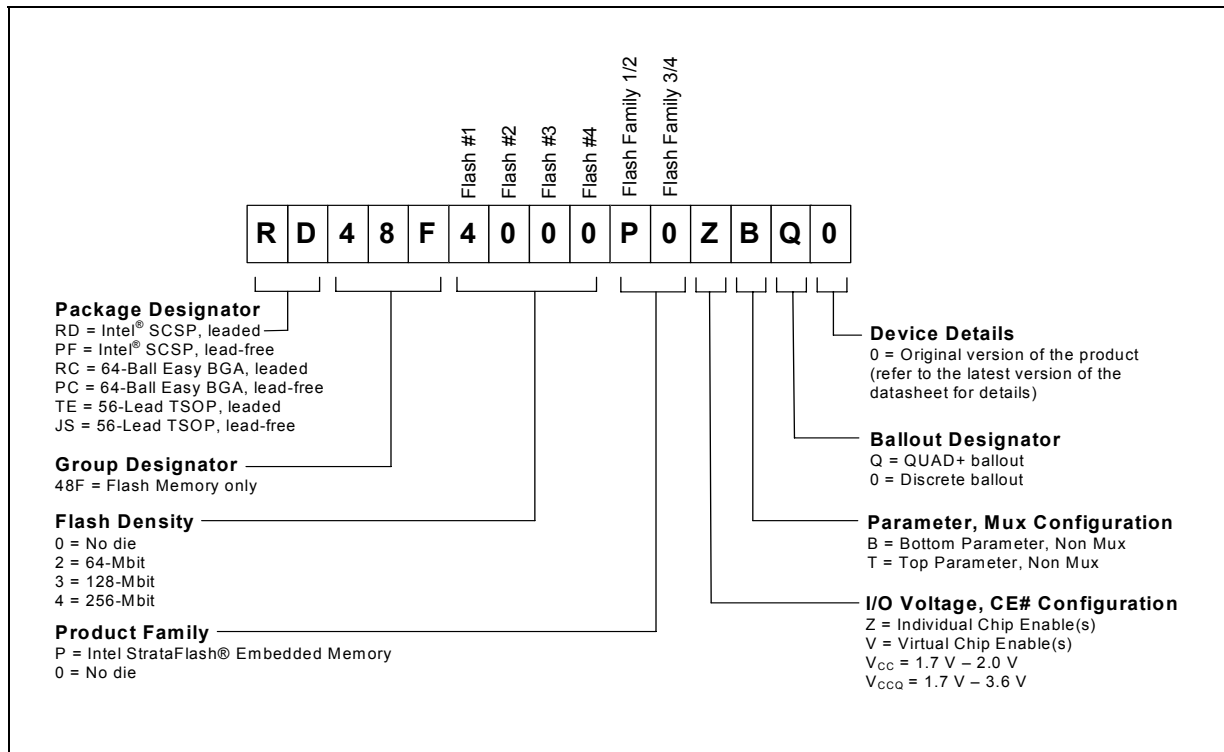 Flash #1
Flash #2
Flash #3
Flash #4
Flash Family 1/2
Flash Family 3/4
R D 4 8 F 4 0 0 0 P 0 Z B Q 0
Package Designator
RD = Intel® SCSP, leaded
PF = Intel® SCSP, lead-free
RC = 64-Ball Easy BGA, leaded
PC = 64-Ball Easy BGA, lead-free
TE = 56-Lead TSOP, leaded
JS = 56-Lead TSOP, lead-free
Group Designator
48F = Flash Memory only
Flash Density
0 = No die
2 = 64-Mbit
3 = 128-Mbit
4 = 256-Mbit
Product Family
P = Intel StrataFlash® Embedded Memory
0 = No die
Device Details
0 = Original version of the product
(refer to the latest version of the
datasheet for details)
Ballout Designator
Q = QUAD+ ballout
0 = Discrete ballout
Parameter, Mux Configuration
B = Bottom Parameter, Non Mux
T = Top Parameter, Non Mux
I/O Voltage, CE# Configuration
Z = Individual Chip Enable(s)
V = Virtual Chip Enable(s)
VCC = 1.7 V – 2.0 V
VCCQ = 1.7 V – 3.6 V